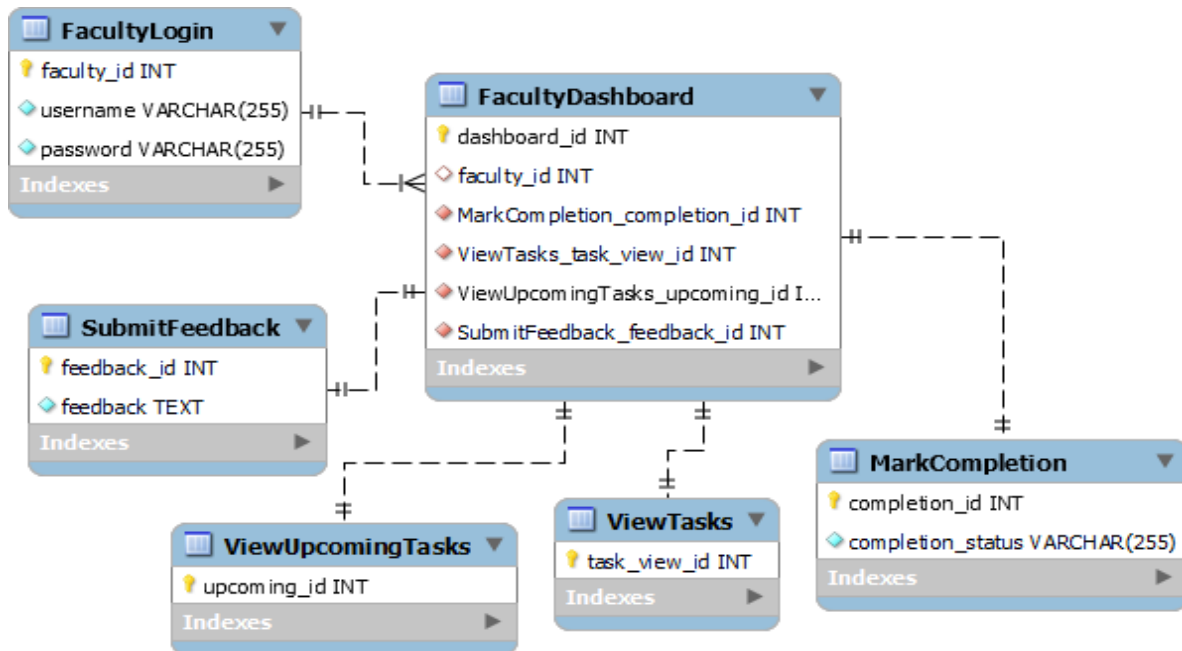 FacultyLogin
faculty_id INT
username VARCHAR(255)
password VARCHAR(255)
Indexes
FacultyDashboard
dashboard_id INT
faculty_id INT
MarkCompletion_completion_id INT
ViewTasks_task_view_id INT
ViewUpcomingTasks_upcoming_id I...
SubmitFeedback_feedback_id INT
Indexes
SubmitFeedback
feedback_id INT
feedback TEXT
Indexes
ViewUpcomingTasks
upcoming_id INT
Indexes
ViewTasks
task_view_id INT
Indexes
MarkCompletion
completion_id INT
completion_status VARCHAR(255)
Indexes